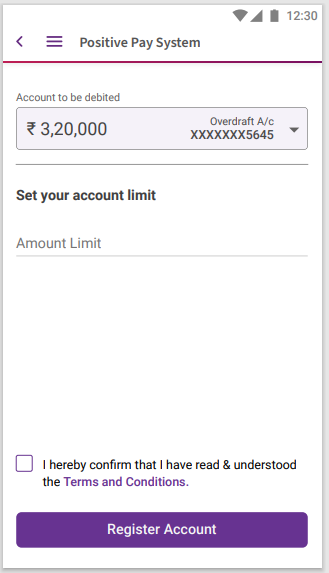 12:30
Positive Pay System
Account to be debited
₹ 3,20,000
Overdraft A/c
XXXXXXX5645
Set your account limit
Amount Limit
I hereby confirm that I have read & understood
the Terms and Conditions.
Register Account